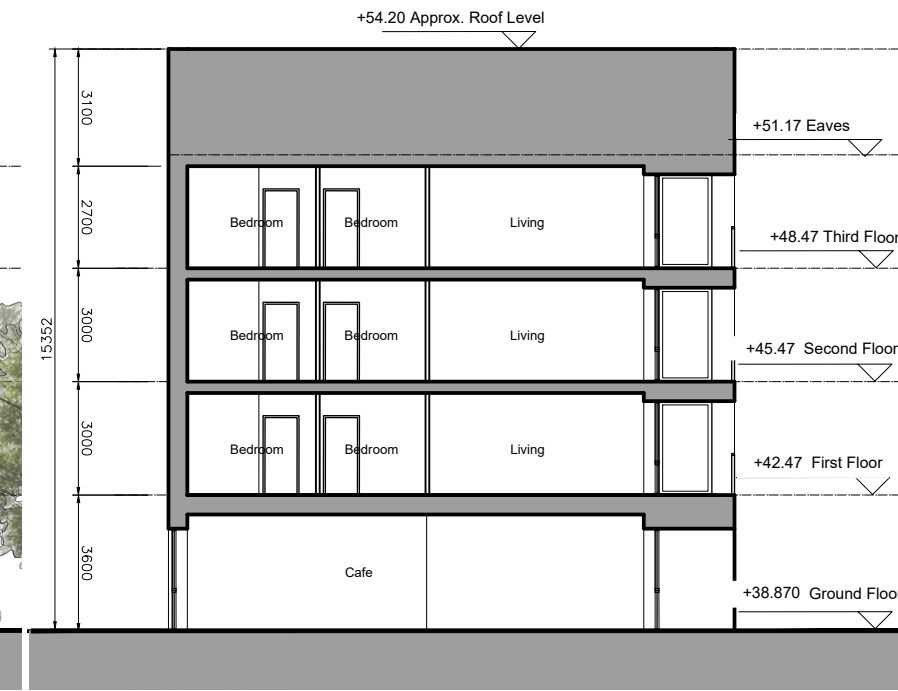 +54.20 Approx. Roof Level
3100
+51.17 Eaves
2700
Bedroom
Bedroom
Living
+48.47 Third Floor
15352
3000
Bedroom
Bedroom
Living
+45.47 Second Floor
3000
Bedroom
Bedroom
Living
+42.47 First Floor
3600
Cafe
+38.870 Ground Floor